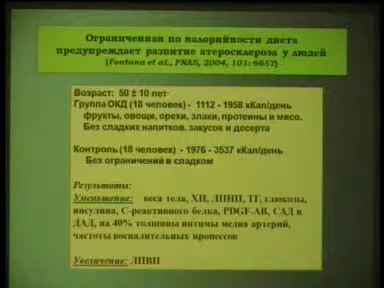 Ограниченная по калорийности диета
предупреждает развитие атеросклероза у людей
(Fontana et al., PNAS, 2004, 101: 6657)
Возраст: 50 ± 10 лет
Группа ОКД (18 человек) - 1112 - 1958 кКал/день
фрукты, овощи, орехи, злаки, протеины и мясо.
Без сладких напитков, закусок и десерта
Контроль (18 человек) - 1976 - 3537 кКал/день
Без ограничений в сладком
Результаты:
Уменьшение: веса тела, ХП, ЛПНП, ТГ, глюкозы,
инсулина, С-реактивного белка, PDGF-AB, САД и
ДАД, на 40% толщины интимы медиа артерий,
частоты воспалительных процессов
Увеличение: ЛПВП